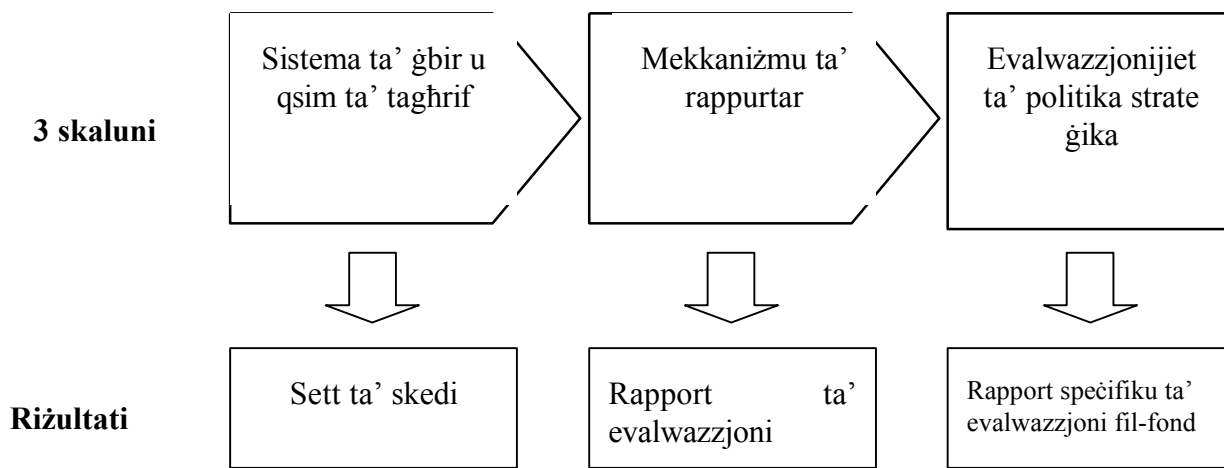 3 skaluni
Sistema ta’ ġbir u
qsim ta’ tagħrif
Mekkaniżmu ta’
rappurtar
Evalwazzjonijiet
ta’ politika strate
ġika
Riżultati
Sett ta’ skedi
Rapport ta’
evalwazzjoni
Rapport speċifiku ta’
evalwazzjoni fil-fond